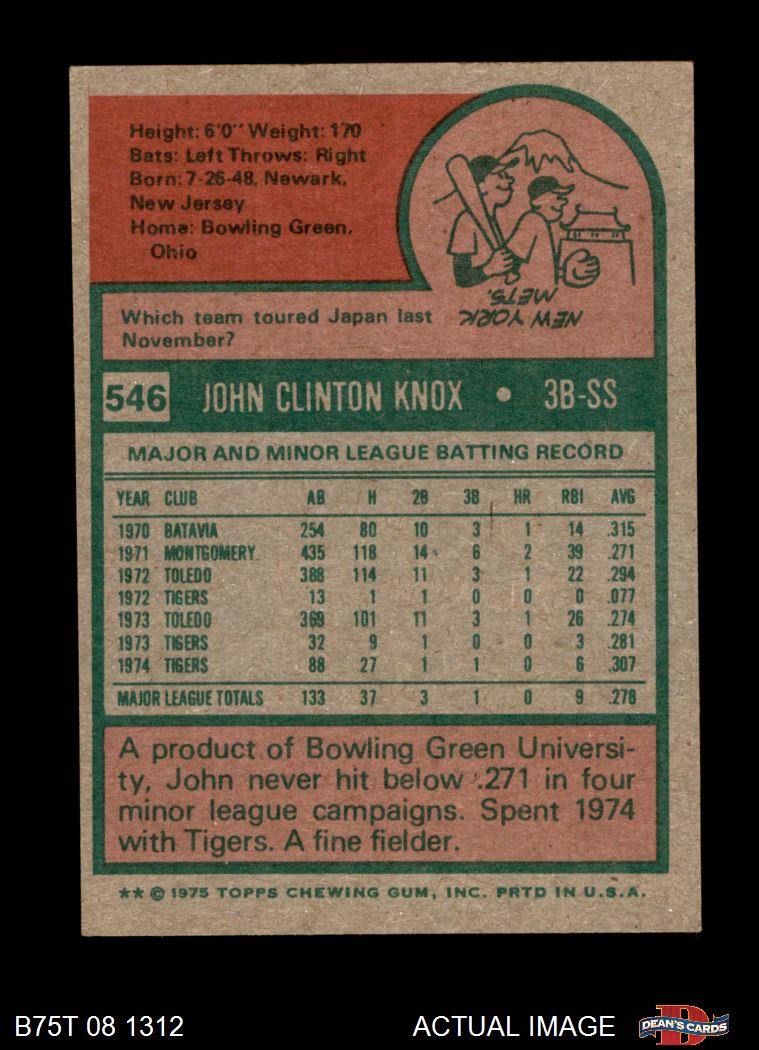 Height: 6'0" Weight: 170
Bats: Left Throws: Right
Born: 7-26-48, Newark,
New Jersey
Home: Bowling Green,
Ohio
Which team toured Japan last
November?
NEW YORK
METS.
546 JOHN CLINTON KNOX • 3B-SS
MAJOR AND MINOR LEAGUE BATTING RECORD
YEAR CLUB AB H 2B 3B HR RBI AVG
1970 BATAVIA 254 80 10 3 1 14 .315
1971 MONTGOMERY 435 118 14 6 2 39 .271
1972 TOLEDO 388 114 11 3 1 22 .294
1972 TIGERS 13 1 1 0 0 0 .077
1973 TOLEDO 369 101 11 3 1 26 .274
1973 TIGERS 32 9 1 0 0 3 .281
1974 TIGERS 88 27 1 1 0 6 .307
MAJOR LEAGUE TOTALS 133 37 3 1 0 9 .278
A product of Bowling Green Universi-
ty, John never hit below .271 in four
minor league campaigns. Spent 1974
with Tigers. A fine fielder.
** © 1975 TOPPS CHEWING GUM, INC. PRTD IN U.S.A.
B75T 08 1312 ACTUAL IMAGE D DEAN'S CARDS